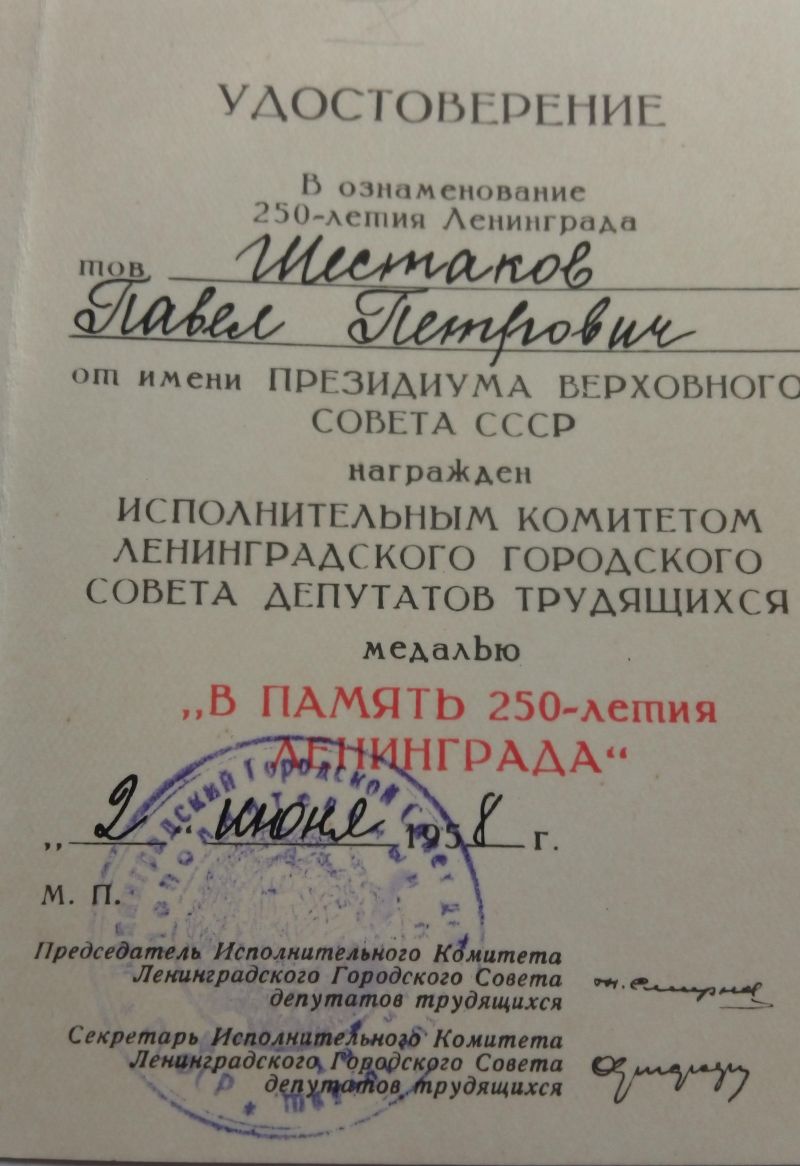 УДОСТОВЕРЕНИЕ
В ознаменование
250-летия Ленинграда
тов. Шестаков
Павел Петрович
от имени ПРЕЗИДИУМА ВЕРХОВНОГО
СОВЕТА СССР
награжден
ИСПОЛНИТЕЛЬНЫМ КОМИТЕТОМ
ЛЕНИНГРАДСКОГО ГОРОДСКОГО
СОВЕТА ДЕПУТАТОВ ТРУДЯЩИХСЯ
медалью
„В ПАМЯТЬ 250-летия
ЛЕНИНГРАДА“
„2“ июня 1958 г.
М. П.
Председатель Исполнительного Комитета
Ленинградского Городского Совета
депутатов трудящихся
Секретарь Исполнительного Комитета
Ленинградского Городского Совета
депутатов трудящихся